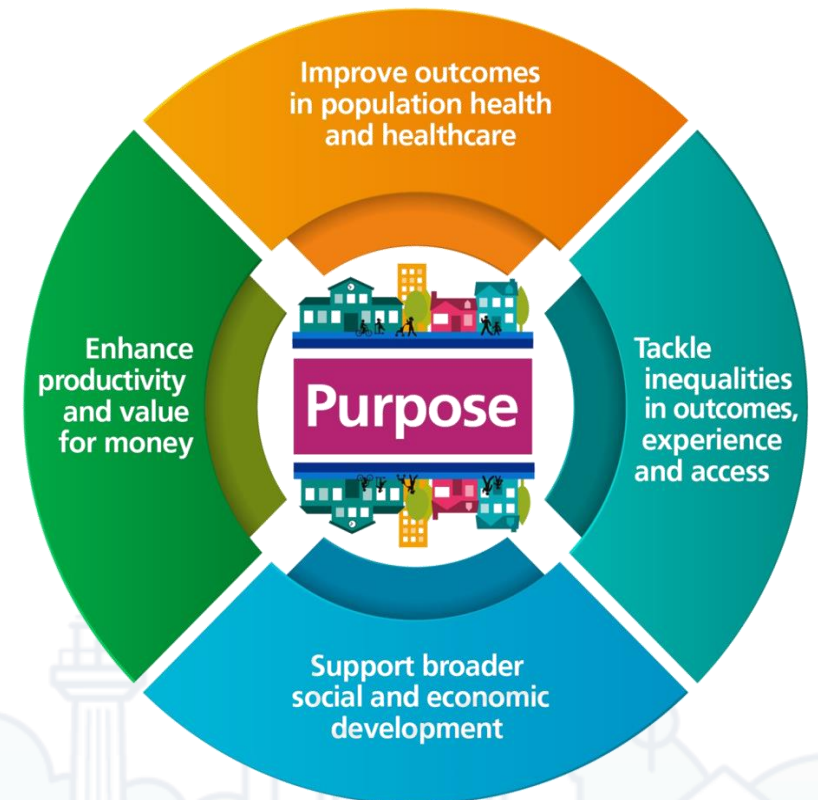 Improve outcomes
in population health
and healthcare
Enhance
productivity
and value
for money
Purpose
Tackle
inequalities
in outcomes,
experience
and access
Support broader
social and economic
development